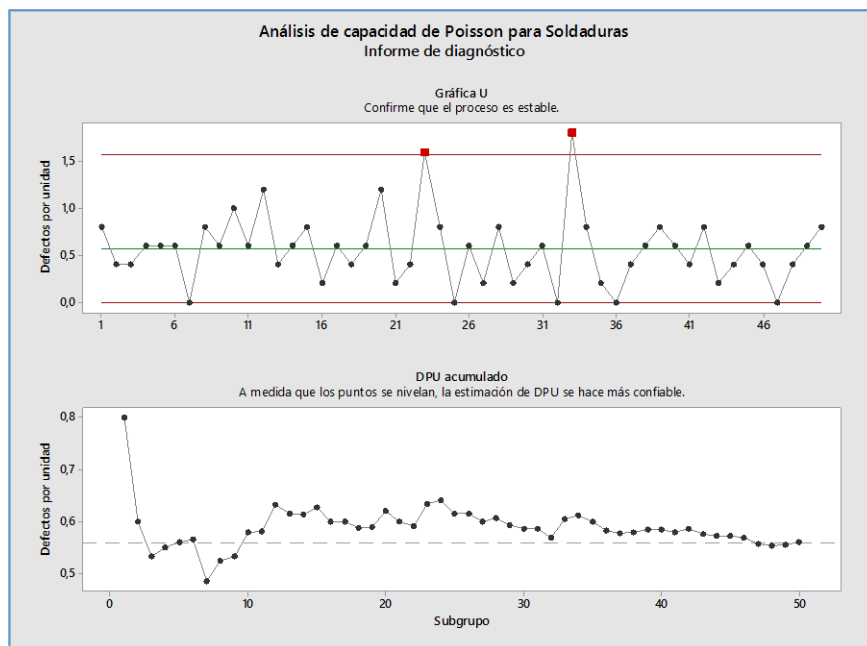 Análisis de capacidad de Poisson para Soldaduras
Informe de diagnóstico
Gráfica U
Confirme que el proceso es estable.
Defectos por unidad
1,5
1,0
0,5
0,0
1 6 11 16 21 26 31 36 41 46
DPU acumulado
A medida que los puntos se nivelan, la estimación de DPU se hace más confiable.
Defectos por unidad
0,8
0,7
0,6
0,5
0 10 20 30 40 50
Subgrupo